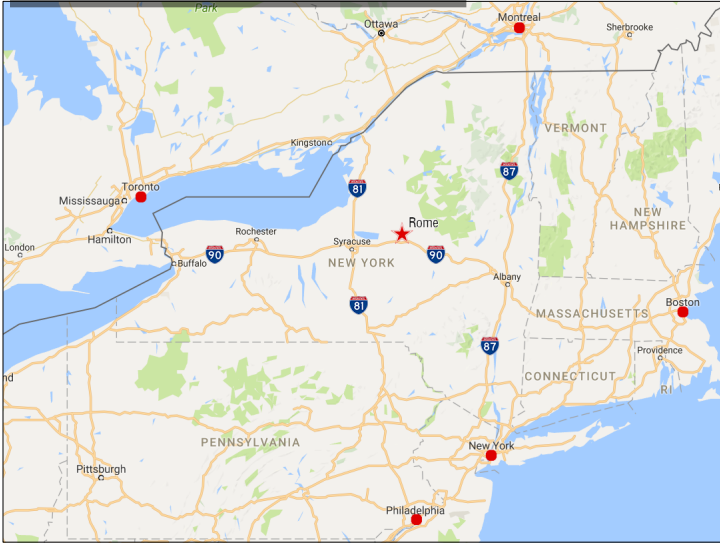 Park
Ottawa
Montreal
Sherbrooke
VERMONT
Kingston
87
81
Toronto
Mississauga
Hamilton
London
Rome
NEW
HAMPSHIRE
Rochester
Syracuse
90
90
Buffalo
NEW YORK
Albany
81
Boston
MASSACHUSETTS
87
Providence
nd
CONNECTICUT
RI
PENNSYLVANIA
New York
Pittsburgh
Philadelphia